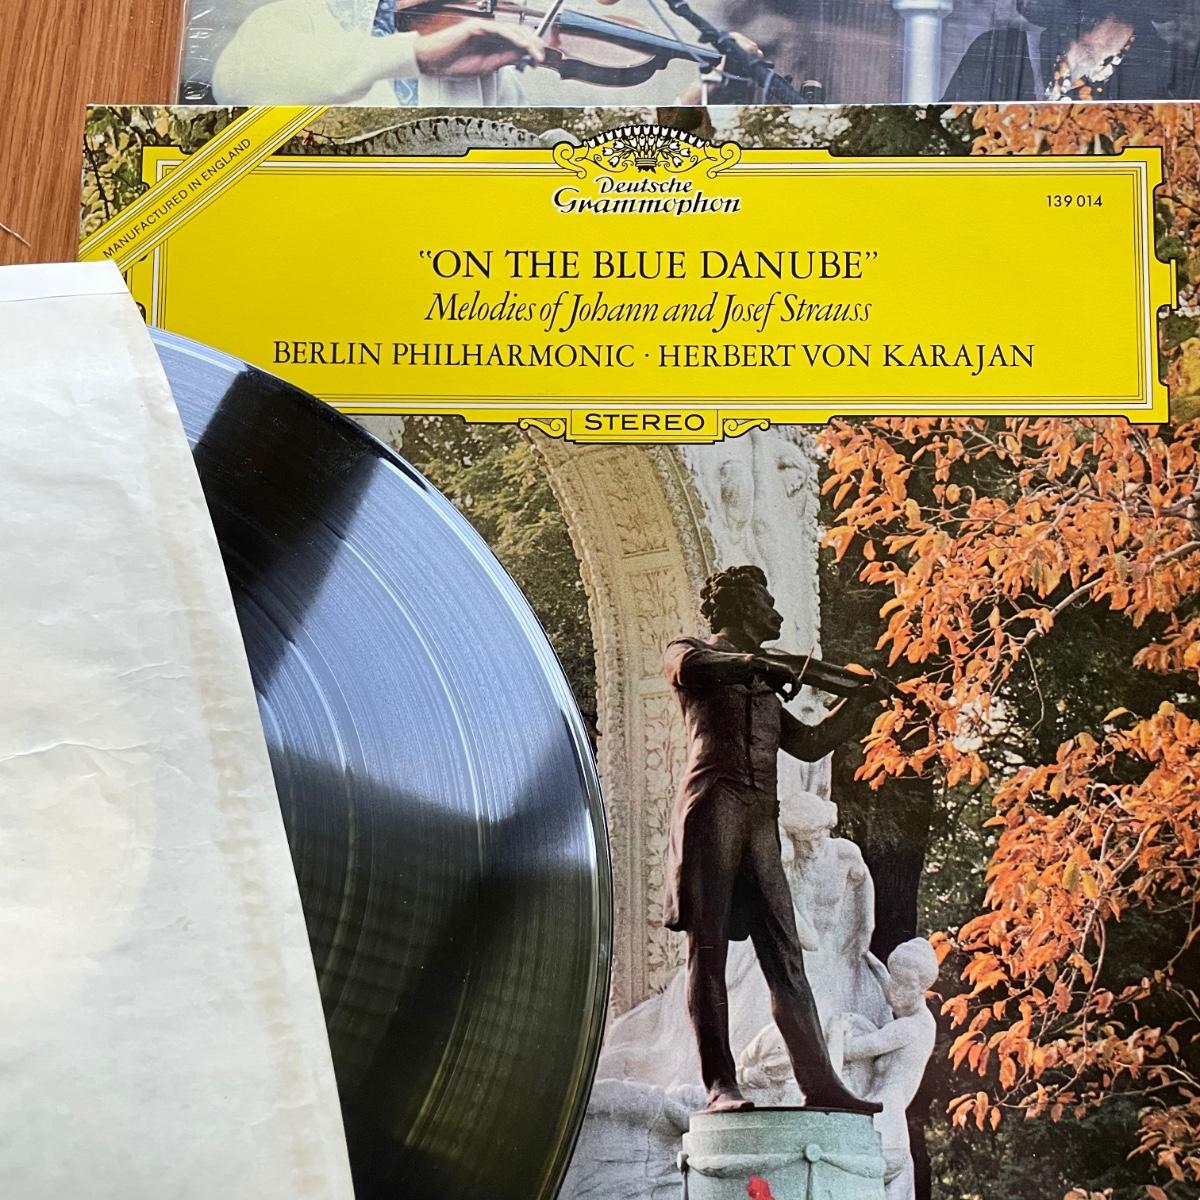 MANUFACTURED IN ENGLAND
Deutsche
Grammophon
139 014
"ON THE BLUE DANUBE"
Melodies of Johann and Josef Strauss
BERLIN PHILHARMONIC · HERBERT VON KARAJAN
STEREO